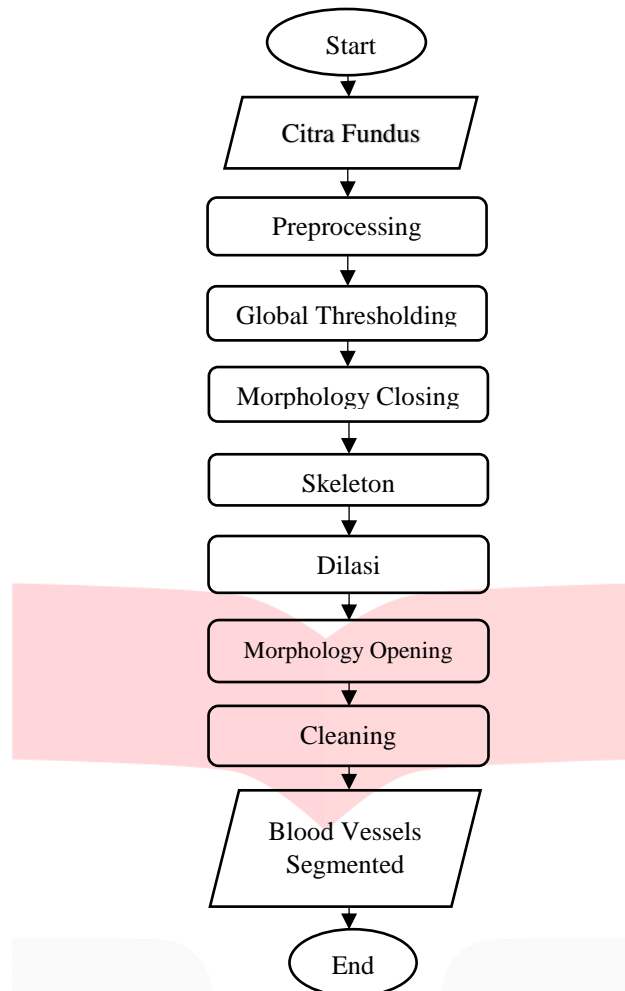 Start
Citra Fundus
Preprocessing
Global Thresholding
Morphology Closing
Skeleton
Dilasi
Morphology Opening
Cleaning
Blood Vessels
Segmented
End